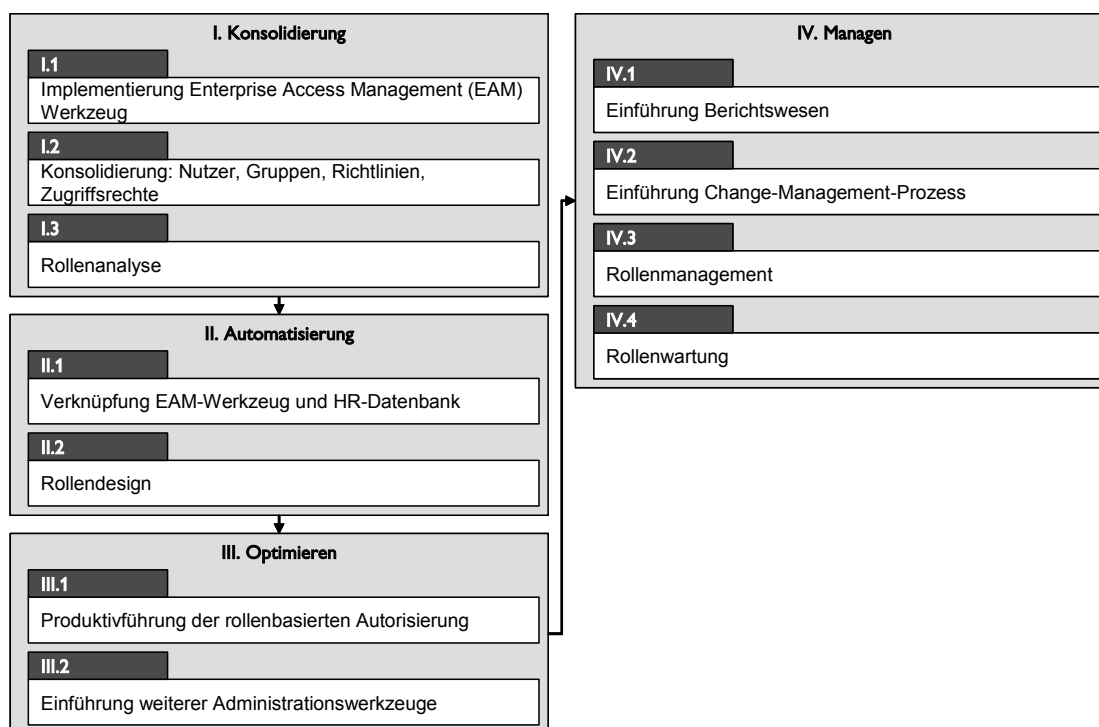 I. Konsolidierung
I.1
Implementierung Enterprise Access Management (EAM)
Werkzeug
I.2
Konsolidierung: Nutzer, Gruppen, Richtlinien,
Zugriffsrechte
I.3
Rollenanalyse
II. Automatisierung
II.1
Verknüpfung EAM-Werkzeug und HR-Datenbank
II.2
Rollendesign
III. Optimieren
III.1
Produktivführung der rollenbasierten Autorisierung
III.2
Einführung weiterer Administrationswerkzeuge
IV. Managen
IV.1
Einführung Berichtswesen
IV.2
Einführung Change-Management-Prozess
IV.3
Rollenmanagement
IV.4
Rollenwartung